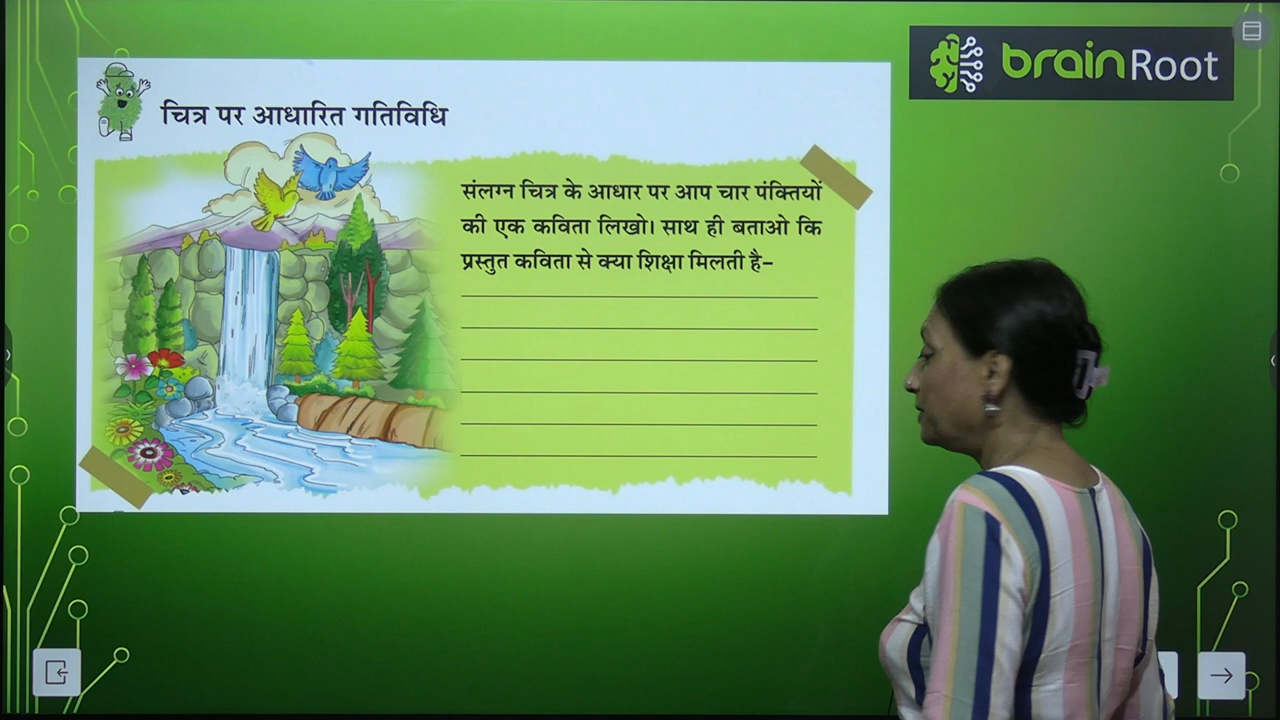 brainRoot
चित्र पर आधारित गतिविधि
संलग्न चित्र के आधार पर आप चार पंक्तियों
की एक कविता लिखो। साथ ही बताओ कि
प्रस्तुत कविता से क्या शिक्षा मिलती है–